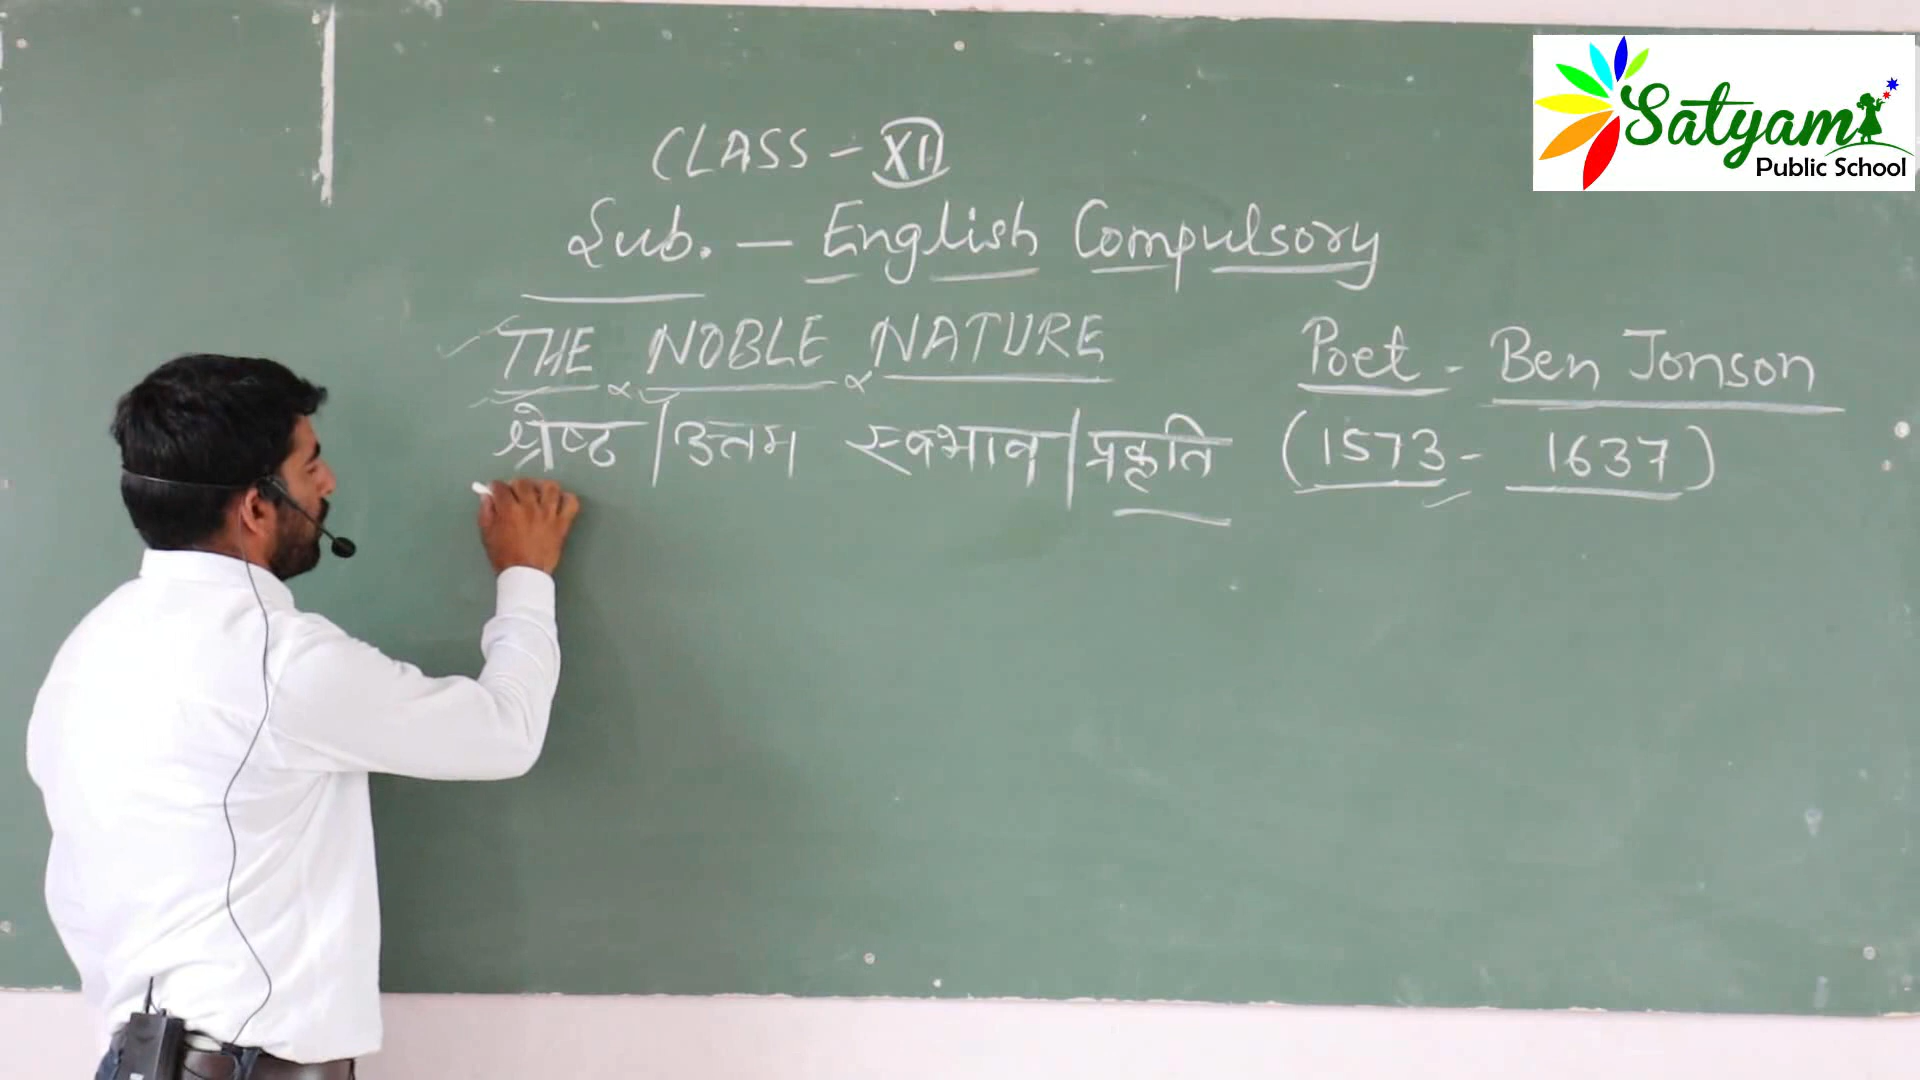 Satyam
Public School
CLASS - XII
Sub. - English Compulsory
THE NOBLE NATURE
Poet - Ben Jonson
श्रेष्ठ | उत्तम स्वभाव | प्रकृति
(1573 - 1637)